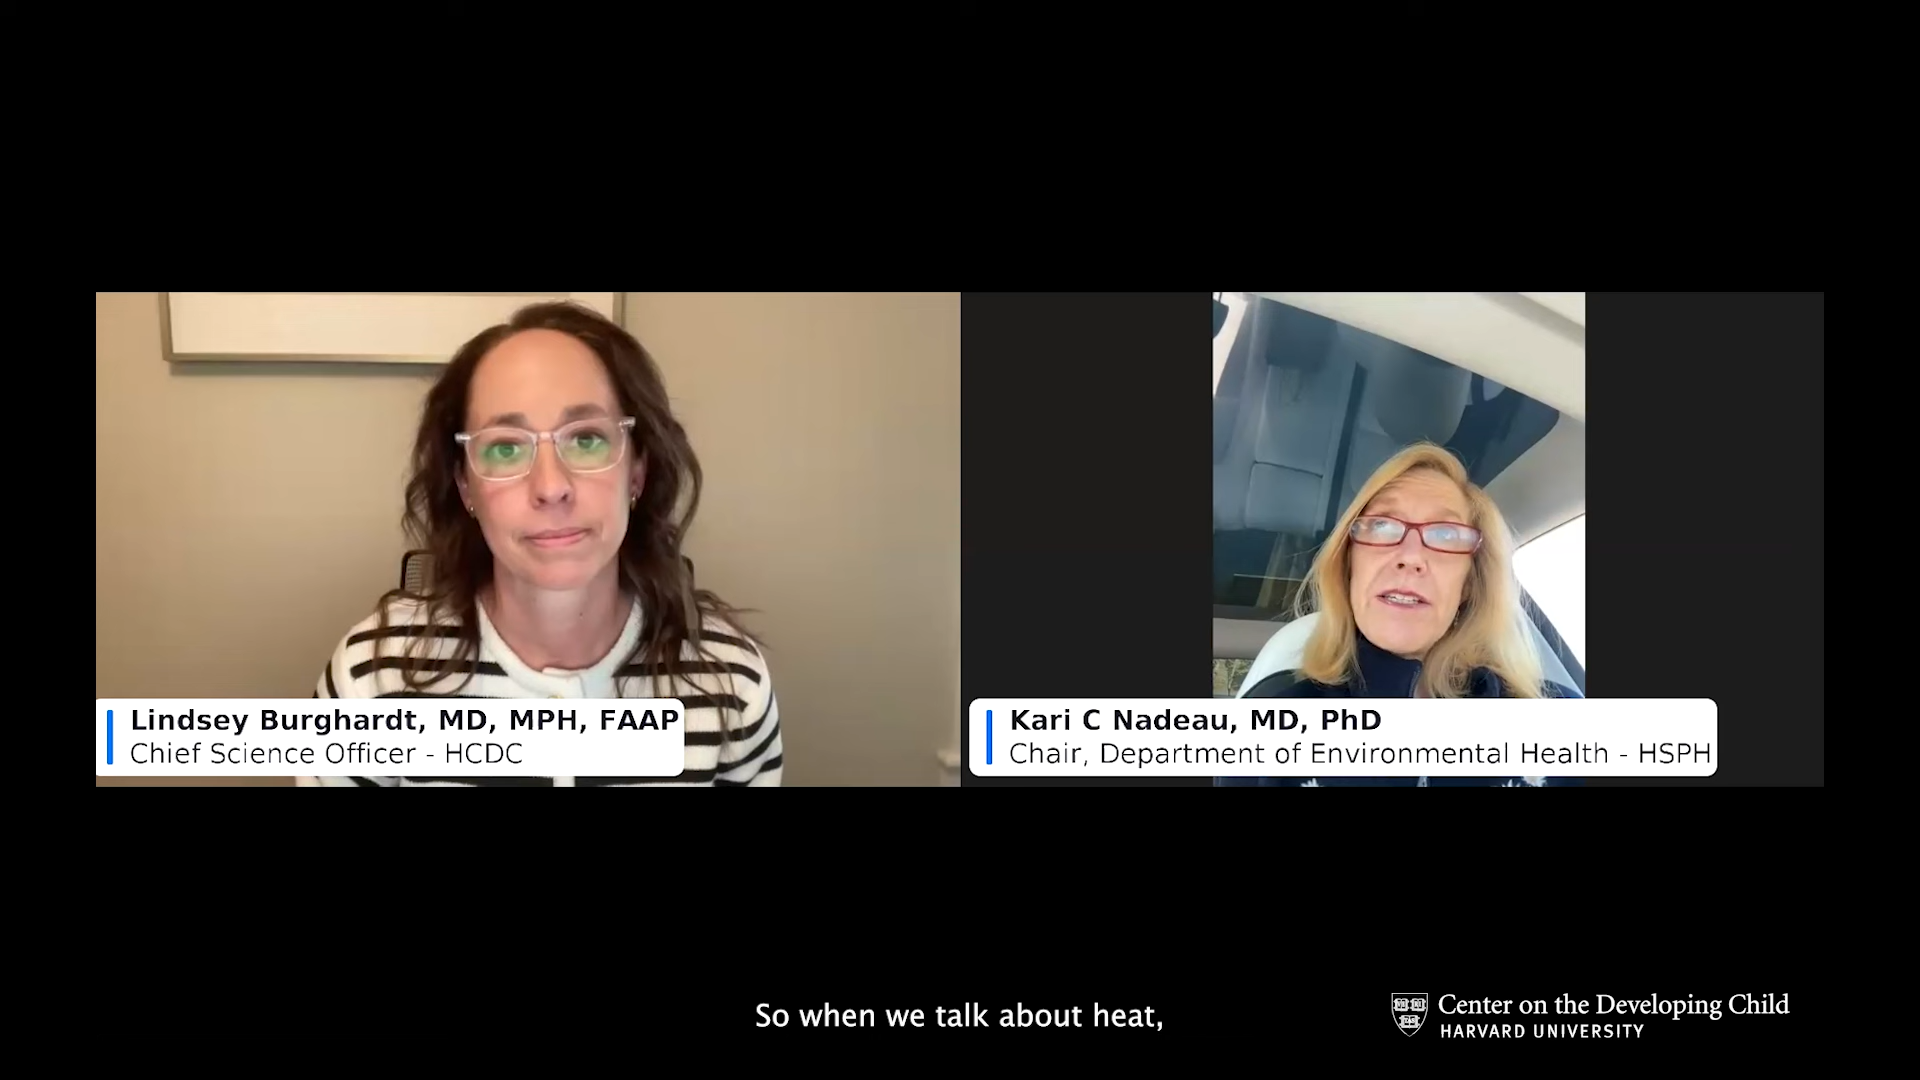 Lindsey Burghardt, MD, MPH, FAAP
Chief Science Officer - HCDC
Kari C Nadeau, MD, PhD
Chair, Department of Environmental Health - HSPH
So when we talk about heat,
Center on the Developing Child
HARVARD UNIVERSITY